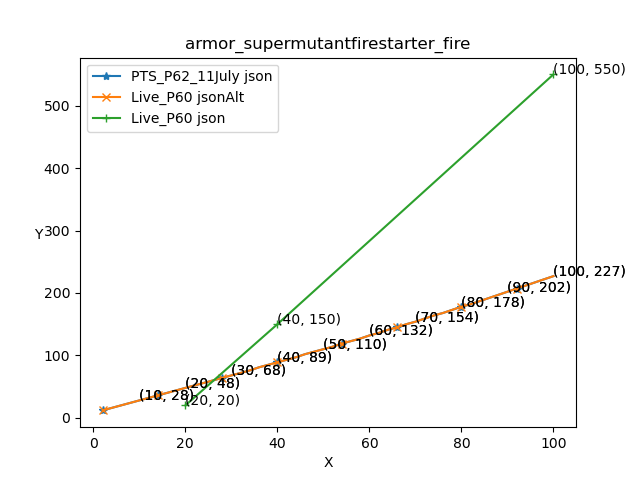 armor_supermutantfirestarter_fire
PTS_P62_11July json
Live_P60 jsonAlt
Live_P60 json
(100, 550)
500
400
300
Y
(100, 227)
200
(90, 202)
(80, 178)
(70, 154)
(40, 150)
(60, 132)
(50, 110)
100
(40, 89)
(30, 68)
(20, 48)
(10, 28)
(20, 20)
0
0 20 40 60 80 100
X